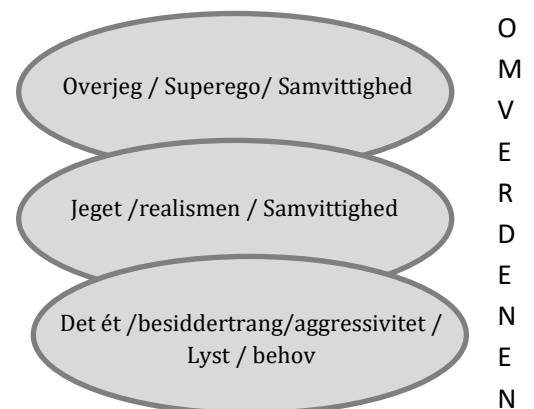 Overjeg / Superego/ Samvittighed
Jeget /realismen / Samvittighed
Det ét /besiddertrang/aggressivitet /
Lyst / behov
O
M
V
E
R
D
E
N
E
N